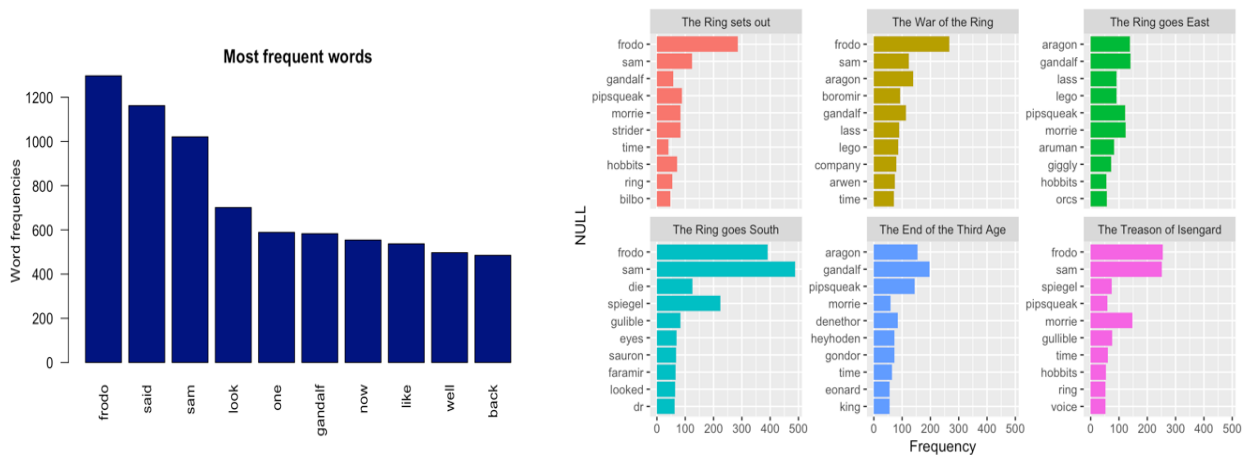 Most frequent words
Word frequencies
1200
1000
800
600
400
200
0
frodo
said
sam
look
one
gandalf
now
like
well
back
NULL
The Ring sets out
frodo
sam
gandalf
pipsqueak
morrie
strider
time
hobbits
ring
bilbo
The War of the Ring
frodo
sam
aragon
boromir
gandalf
lass
lego
company
arwen
time
The Ring goes East
aragon
gandalf
lass
lego
pipsqueak
morrie
aruman
giggly
hobbits
orcs
The Ring goes South
frodo
sam
die
spiegel
gulible
eyes
sauron
faramir
looked
dr
0 100 200 300 400 500
The End of the Third Age
aragon
gandalf
pipsqueak
morrie
denethor
heyhoden
gondor
time
eonard
king
0 100 200 300 400 500
The Treason of Isengard
frodo
sam
spiegel
pipsqueak
morrie
gullible
time
hobbits
ring
voice
0 100 200 300 400 500
Frequency